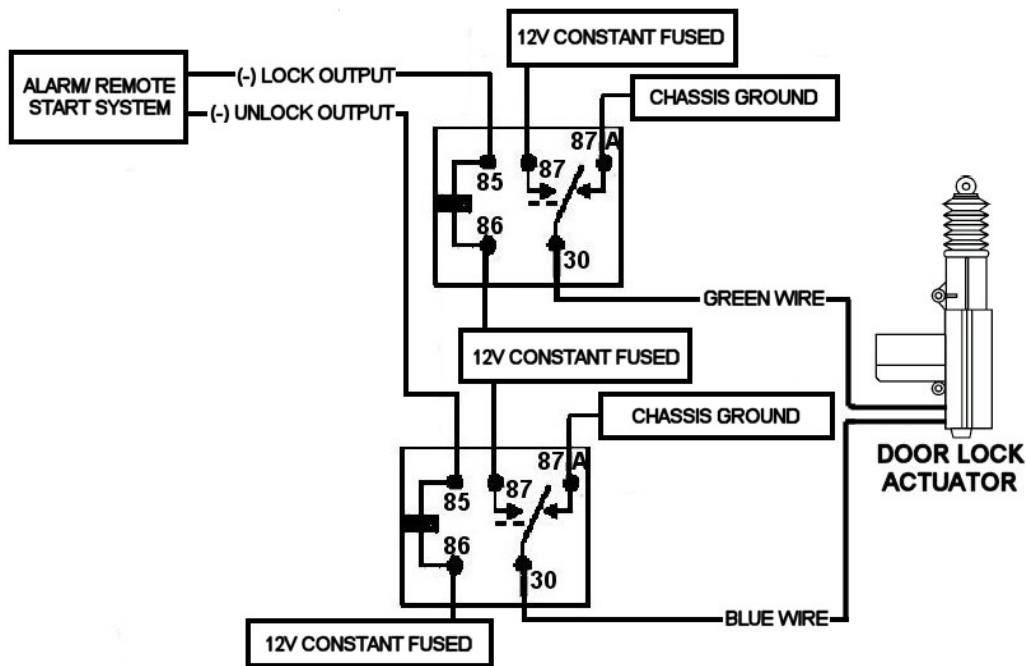 12V CONSTANT FUSED
ALARM/ REMOTE
START SYSTEM
(-) LOCK OUTPUT
(-) UNLOCK OUTPUT
CHASSIS GROUND
87 A
85
87
86
30
GREEN WIRE
12V CONSTANT FUSED
CHASSIS GROUND
DOOR LOCK
ACTUATOR
87 A
85
87
86
30
BLUE WIRE
12V CONSTANT FUSED